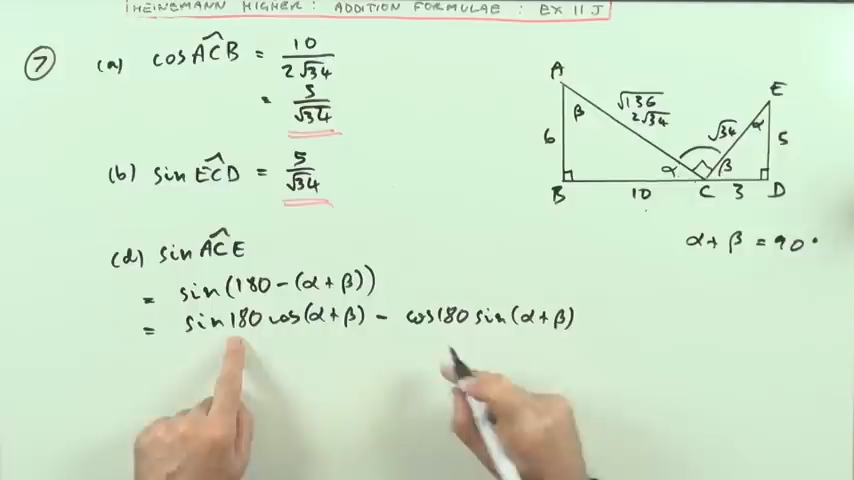 HEINEMANN HIGHER : ADDITION FORMULAE : EX 11J
7
(a) cos AĈB = 10/2√34
= 5/√34
(b) sin EĈD = 5/√34
(d) sin AĈE
= sin(180 - (α + β))
= sin180 cos(α + β) - cos180 sin(α + β)
A
E
√136
2√34
β
√34
α
6
5
α
β
B
10
C
3
D
α + β = 90°